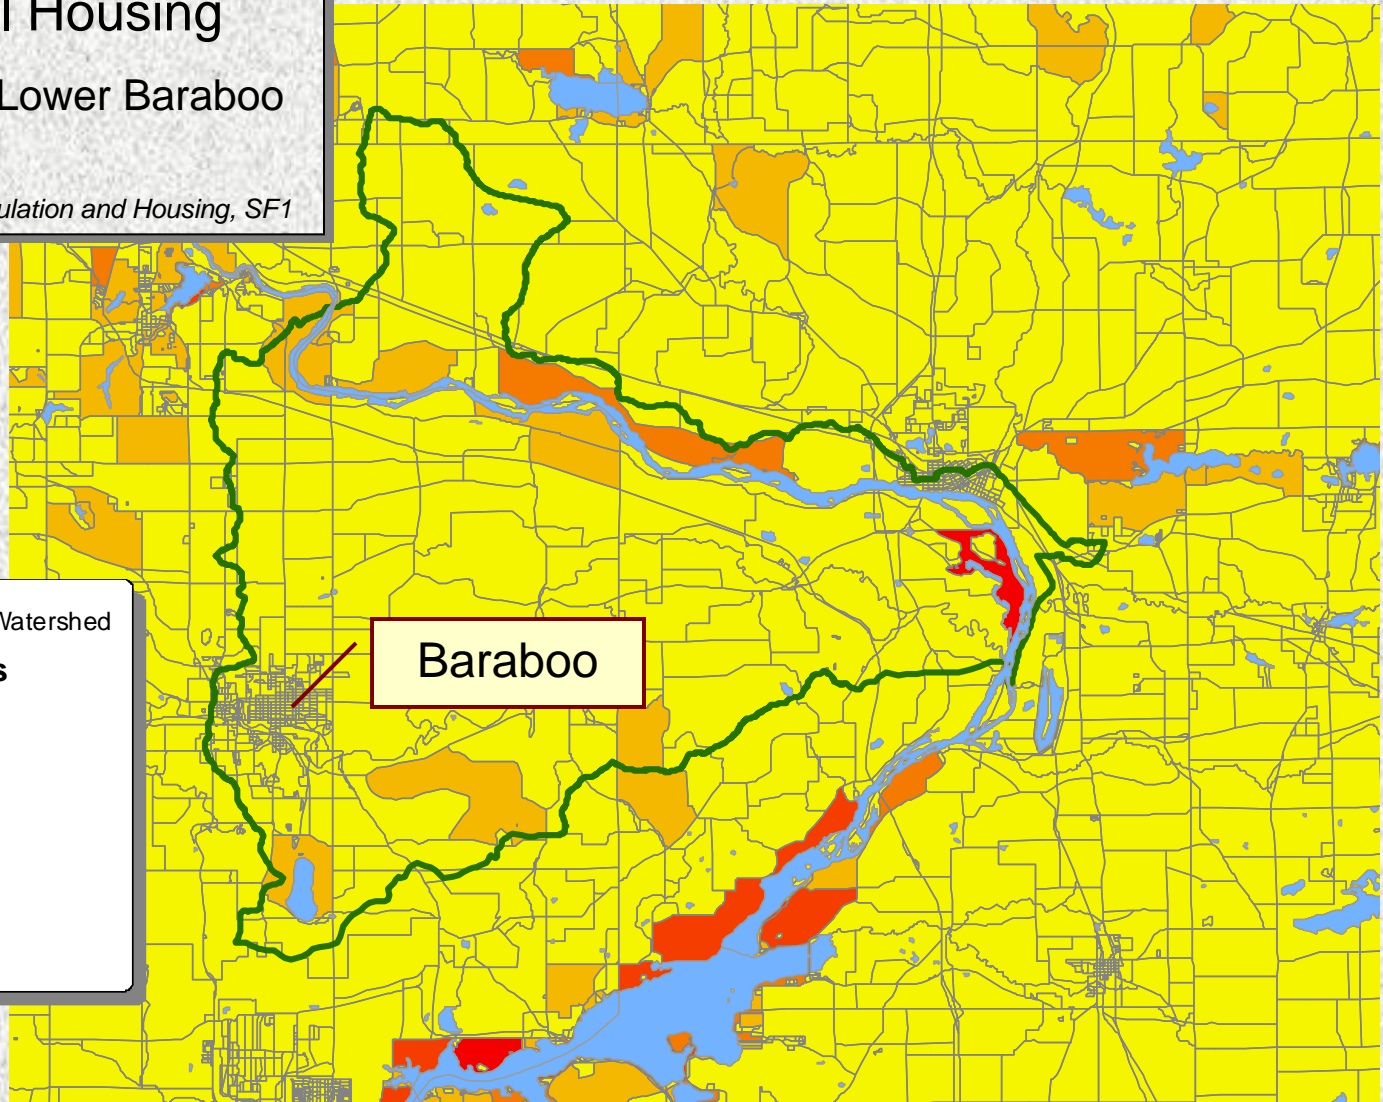 Housing
Lower Baraboo
ulation and Housing, SF1
Watershed
s
Baraboo